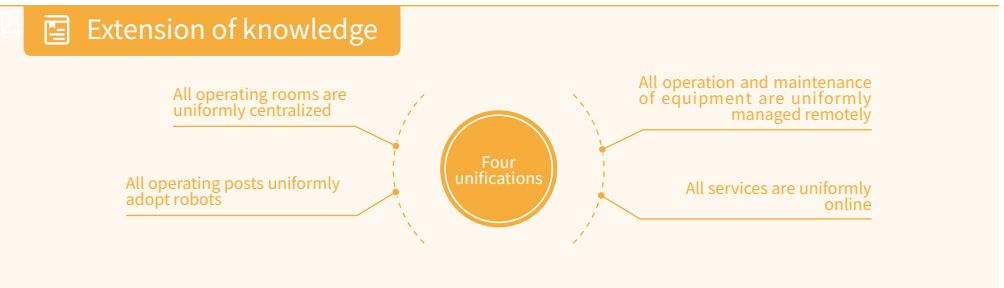 Extension of knowledge
All operating rooms are
uniformly centralized
All operating posts uniformly
adopt robots
Four
unifications
All operation and maintenance
of equipment are uniformly
managed remotely
All services are uniformly
online